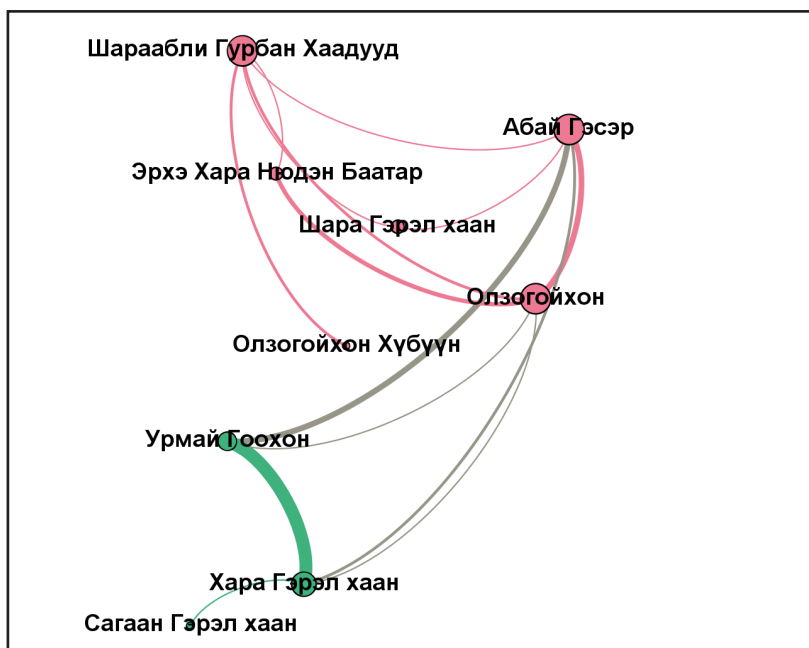 Шараабли Гурбан Хаадууд
Абай Гэсэр
Эрхэ Хара Нюдэн Баатар
Шара Гэрэл хаан
Олзогойхон
Олзогойхон Хүбүүн
Урмай Гоохон
Хара Гэрэл хаан
Сагаан Гэрэл хаан